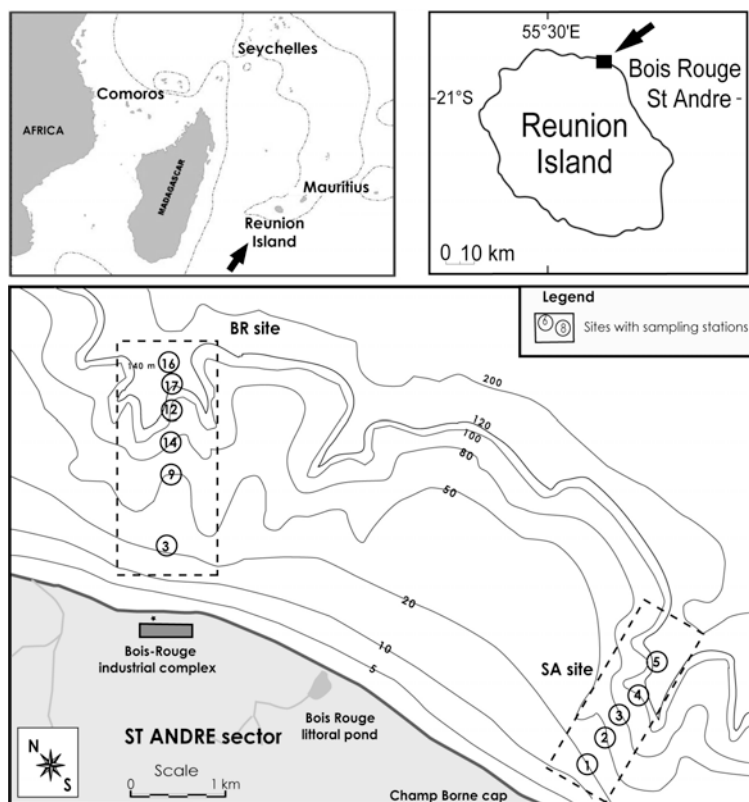 Seychelles
Comoros
AFRICA
MADAGASCAR
Mauritius
Reunion
Island
55°30'E
Bois Rouge
St Andre
21°S
Reunion
Island
0 10 km
Legend
6 8 Sites with sampling stations
BR site
140 m
16
17
12
14
9
3
200
120
100
80
50
20
10
5
Bois-Rouge
industrial complex
Bois Rouge
littoral pond
SA site
5
4
3
2
1
ST ANDRE sector
N
S
Scale
0 1 km
Champ Borne cap